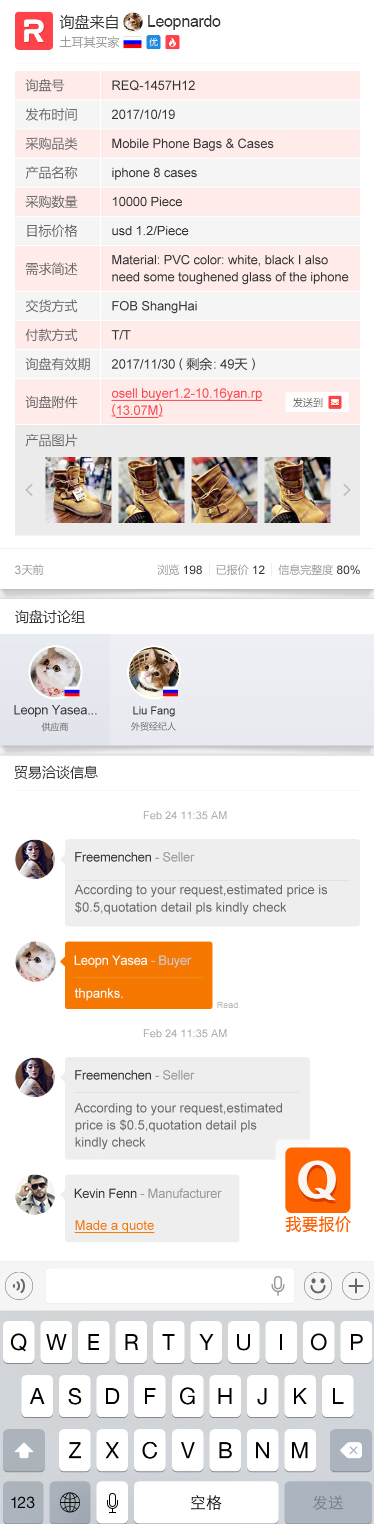 R
询盘来自 Leopnardo
土耳其买家 优
询盘号 REQ-1457H12
发布时间 2017/10/19
采购品类 Mobile Phone Bags & Cases
产品名称 iphone 8 cases
采购数量 10000 Piece
目标价格 usd 1.2/Piece
需求简述 Material: PVC color: white, black I also
need some toughened glass of the iphone
交货方式 FOB ShangHai
付款方式 T/T
询盘有效期 2017/11/30 ( 剩余: 49天 )
询盘附件 osell buyer1.2-10.16yan.rp
(13.07M) 发送到
产品图片
3天前 浏览 198 已报价 12 信息完整度 80%
询盘讨论组
Leopn Yasea... Liu Fang
供应商 外贸经纪人
贸易洽谈信息
Feb 24 11:35 AM
Freemenchen - Seller
According to your request,estimated price is
$0.5,quotation detail pls kindly check
Leopn Yasea - Buyer
thpanks.
Read
Feb 24 11:35 AM
Freemenchen - Seller
According to your request,estimated
price is $0.5,quotation detail pls
kindly check
Kevin Fenn - Manufacturer
Made a quote
Q
我要报价
Q W E R T Y U I O P
A S D F G H J K L
Z X C V B N M
123 空格 发送